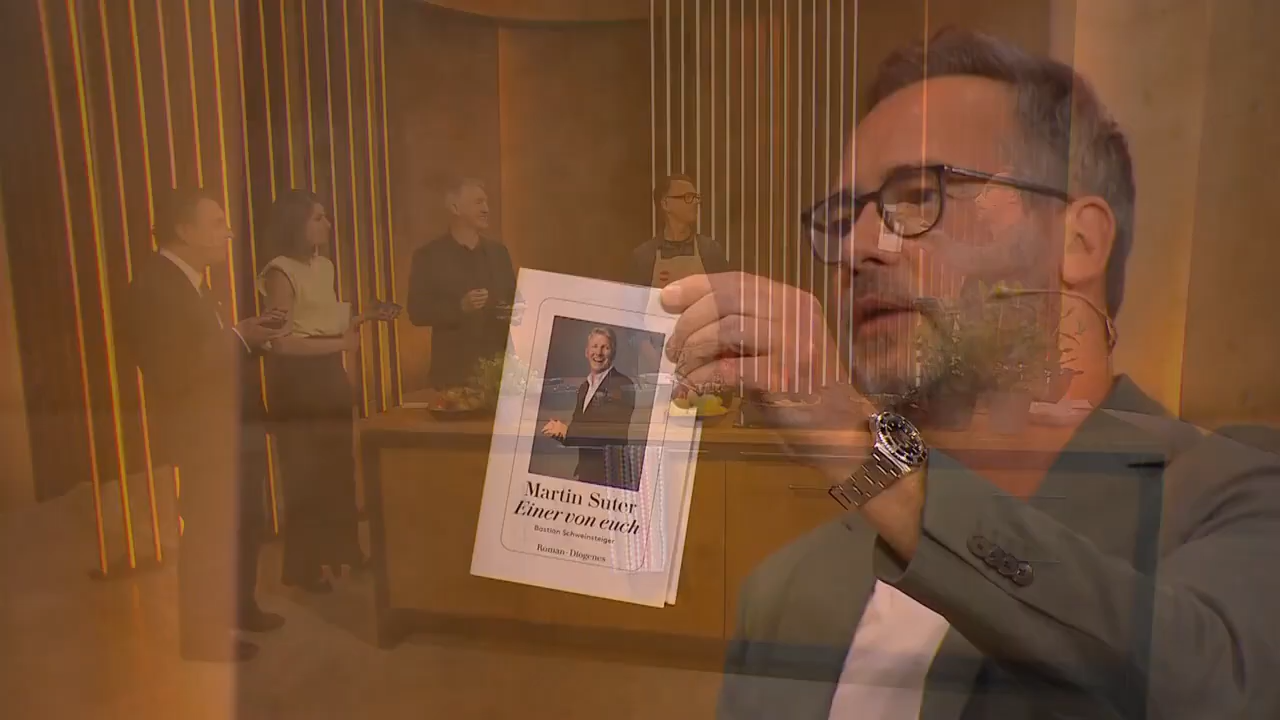 Martin Suter
Einer von euch
Bastian Schweinsteiger
Roman · Diogenes